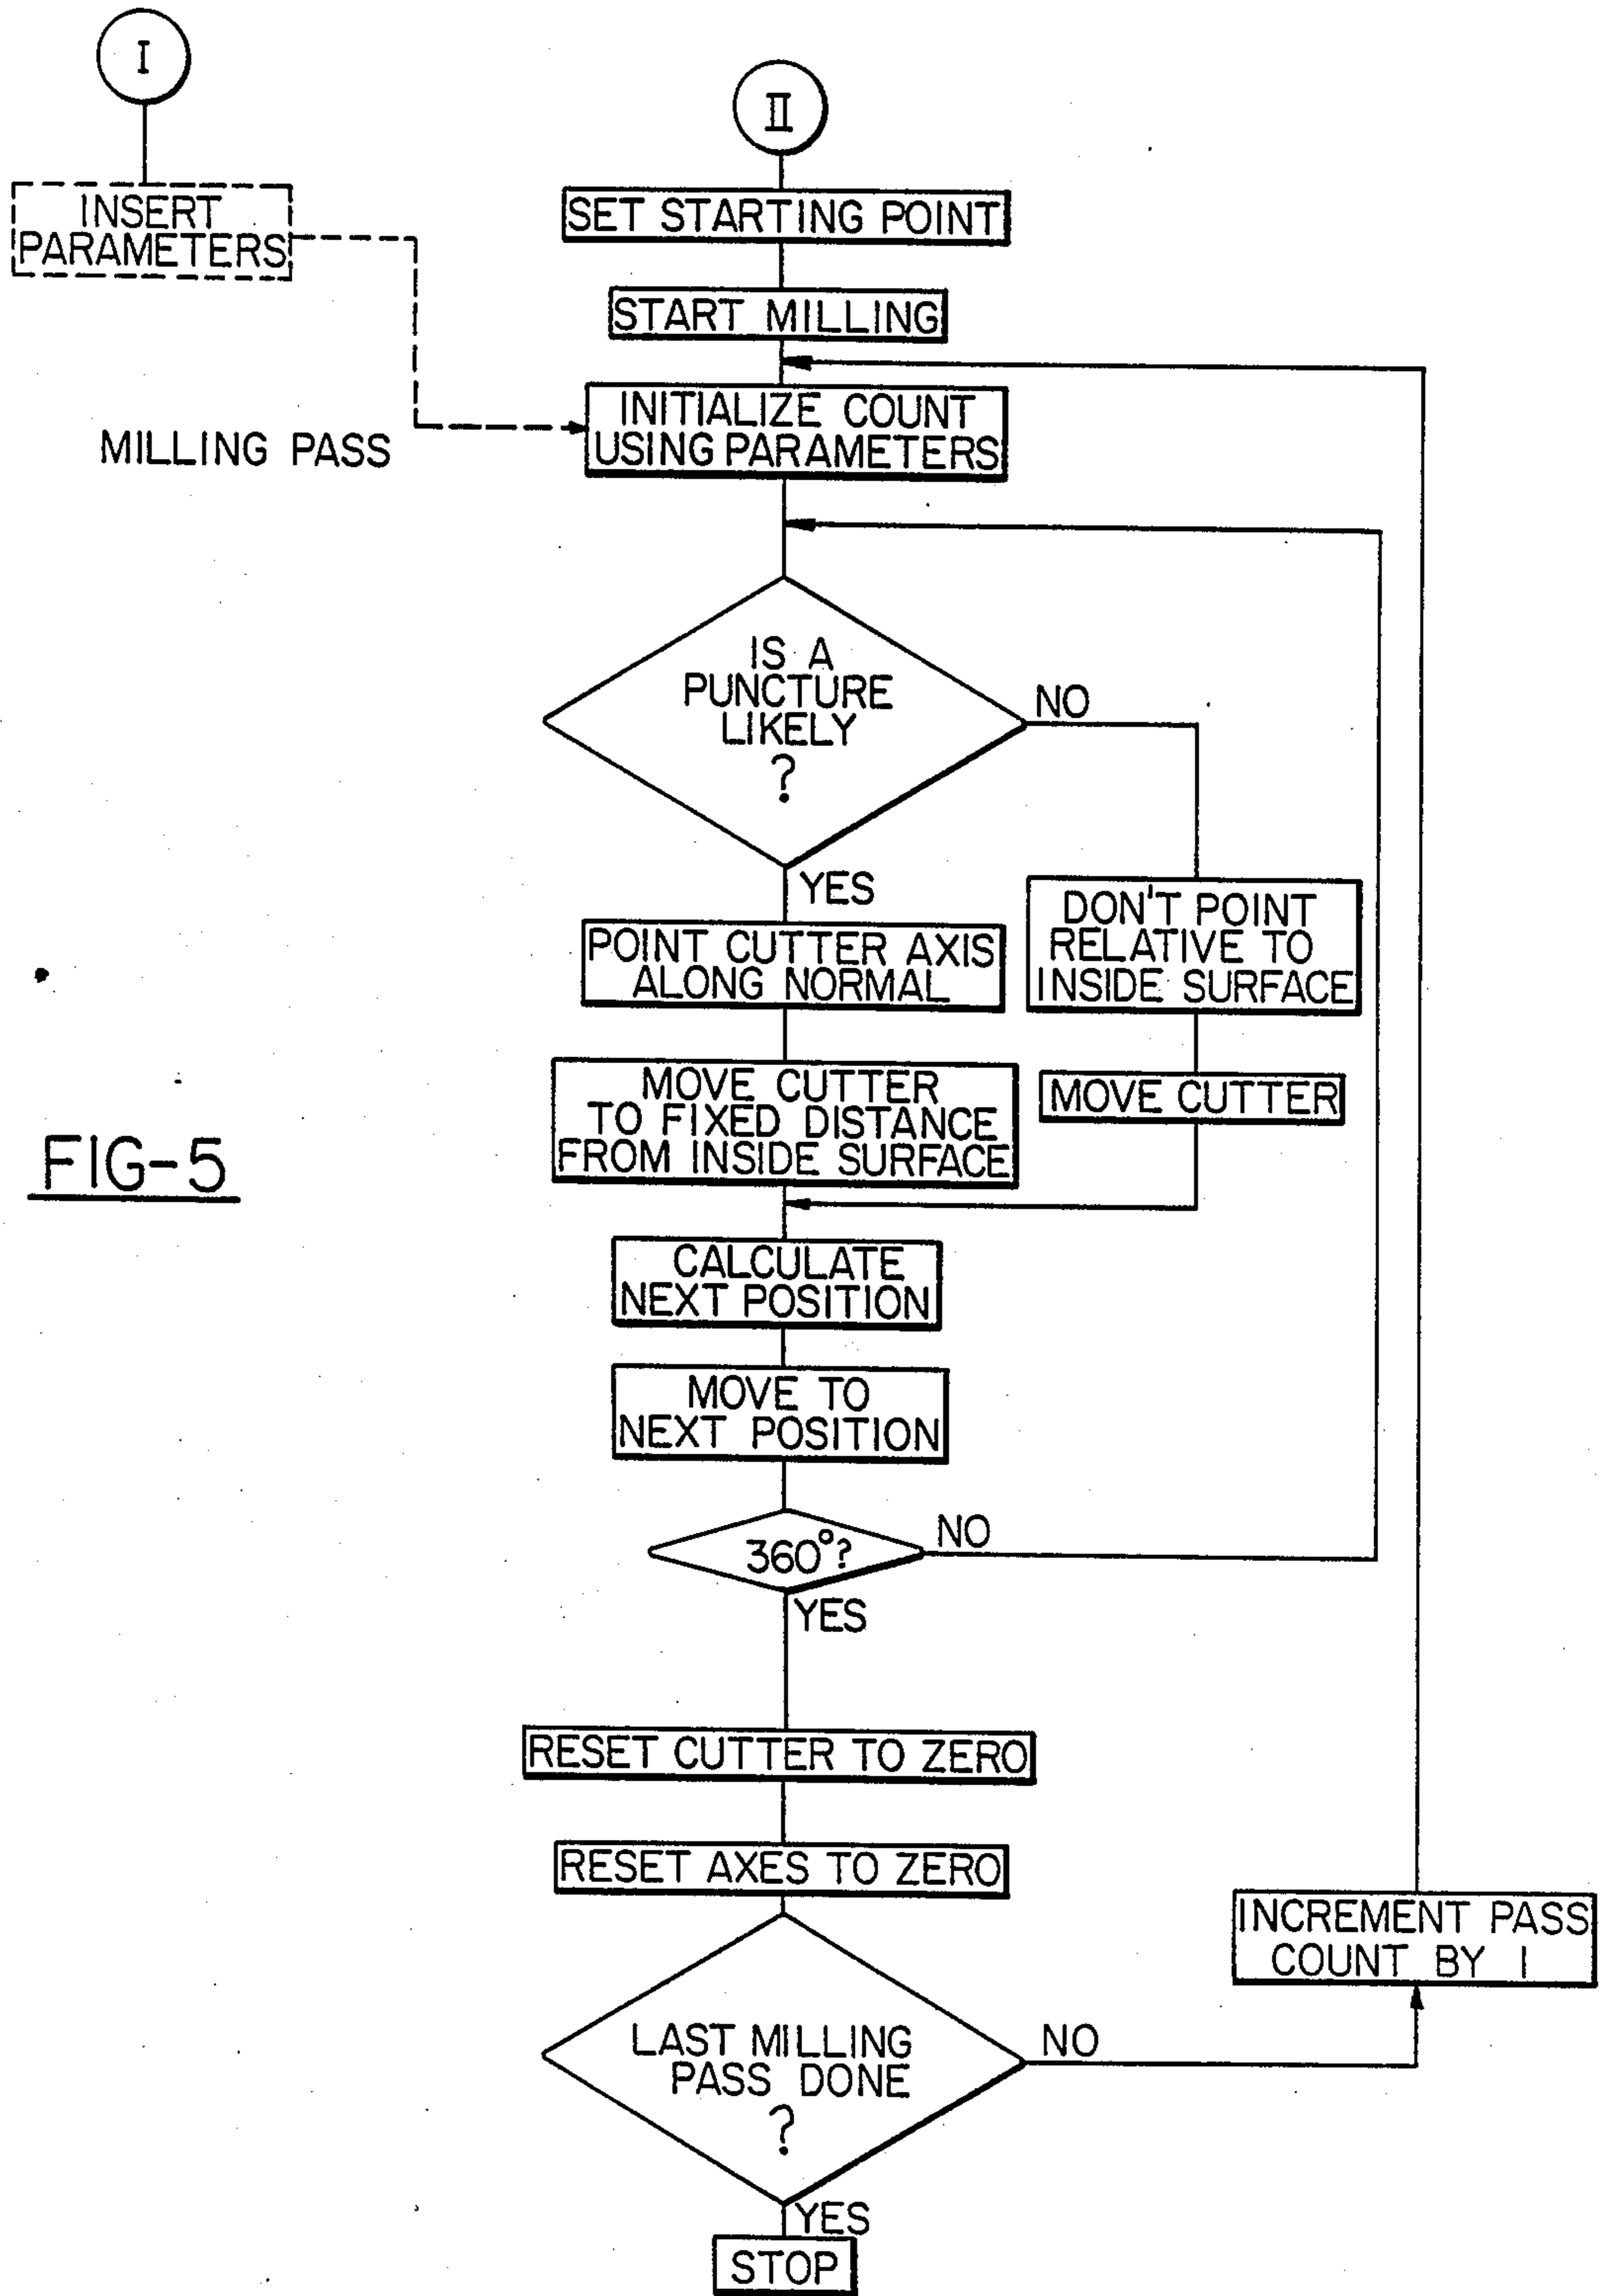 I
II
INSERT
PARAMETERS
SET STARTING POINT
START MILLING
INITIALIZE COUNT
USING PARAMETERS
MILLING PASS
IS A
PUNCTURE
LIKELY
?
NO
YES
POINT CUTTER AXIS
ALONG NORMAL
DON'T POINT
RELATIVE TO
INSIDE SURFACE
MOVE CUTTER
TO FIXED DISTANCE
FROM INSIDE SURFACE
MOVE CUTTER
FIG-5
CALCULATE
NEXT POSITION
MOVE TO
NEXT POSITION
360°?
NO
YES
RESET CUTTER TO ZERO
RESET AXES TO ZERO
INCREMENT PASS
COUNT BY 1
LAST MILLING
PASS DONE
?
NO
YES
STOP